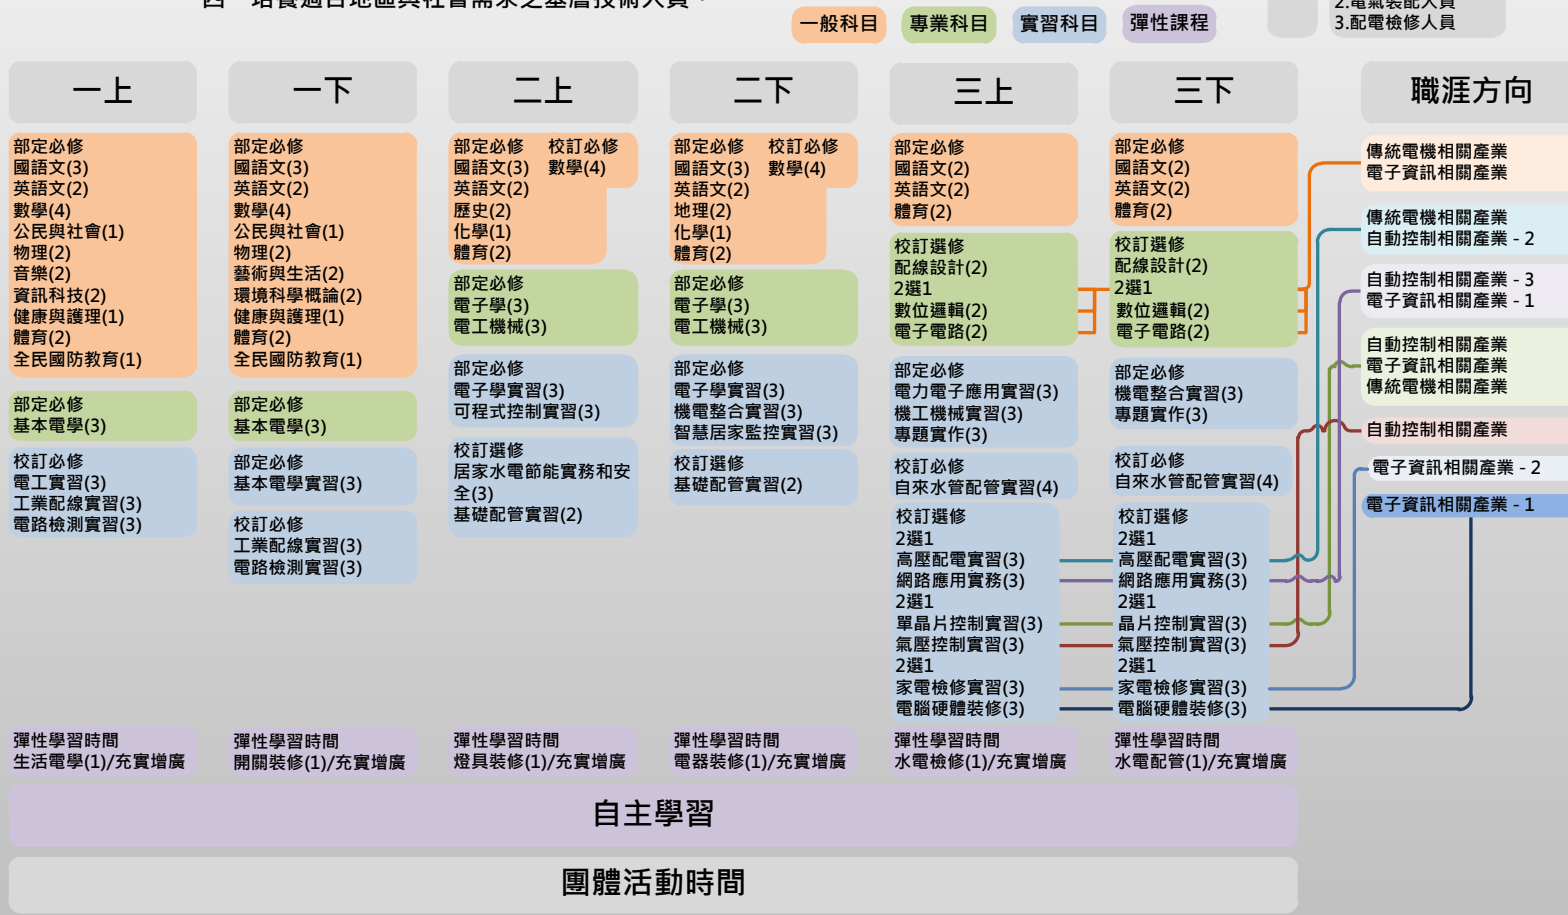 四、培養適合地區與社會需求之基層技術人員。
2.電氣裝配人員
3.配電檢修人員
一般科目
專業科目
實習科目
彈性課程
一上
部定必修
國語文(3)
英語文(2)
數學(4)
公民與社會(1)
物理(2)
音樂(2)
資訊科技(2)
健康與護理(1)
體育(2)
全民國防教育(1)
部定必修
基本電學(3)
校訂必修
電工實習(3)
工業配線實習(3)
電路檢測實習(3)
彈性學習時間
生活電學(1)/充實增廣
一下
部定必修
國語文(3)
英語文(2)
數學(4)
公民與社會(1)
物理(2)
藝術與生活(2)
環境科學概論(2)
健康與護理(1)
體育(2)
全民國防教育(1)
部定必修
基本電學(3)
部定必修
基本電學實習(3)
校訂必修
工業配線實習(3)
電路檢測實習(3)
彈性學習時間
開關裝修(1)/充實增廣
二上
部定必修 校訂必修
國語文(3) 數學(4)
英語文(2)
歷史(2)
化學(1)
體育(2)
部定必修
電子學(3)
電工機械(3)
部定必修
電子學實習(3)
可程式控制實習(3)
校訂選修
居家水電節能實務和安
全(3)
基礎配管實習(2)
彈性學習時間
燈具裝修(1)/充實增廣
二下
部定必修 校訂必修
國語文(3) 數學(4)
英語文(2)
地理(2)
化學(1)
體育(2)
部定必修
電子學(3)
電工機械(3)
部定必修
電子學實習(3)
機電整合實習(3)
智慧居家監控實習(3)
校訂選修
基礎配管實習(2)
彈性學習時間
電器裝修(1)/充實增廣
三上
部定必修
國語文(2)
英語文(2)
體育(2)
校訂選修
配線設計(2)
2選1
數位邏輯(2)
電子電路(2)
部定必修
電力電子應用實習(3)
機工機械實習(3)
專題實作(3)
校訂必修
自來水管配管實習(4)
校訂選修
2選1
高壓配電實習(3)
網路應用實務(3)
2選1
單晶片控制實習(3)
氣壓控制實習(3)
2選1
家電檢修實習(3)
電腦硬體裝修(3)
彈性學習時間
水電檢修(1)/充實增廣
三下
部定必修
國語文(2)
英語文(2)
體育(2)
校訂選修
配線設計(2)
2選1
數位邏輯(2)
電子電路(2)
部定必修
機電整合實習(3)
專題實作(3)
校訂必修
自來水管配管實習(4)
校訂選修
2選1
高壓配電實習(3)
網路應用實務(3)
2選1
晶片控制實習(3)
氣壓控制實習(3)
2選1
家電檢修實習(3)
電腦硬體裝修(3)
彈性學習時間
水電配管(1)/充實增廣
職涯方向
傳統電機相關產業
電子資訊相關產業
傳統電機相關產業
自動控制相關產業 - 2
自動控制相關產業 - 3
電子資訊相關產業 - 1
自動控制相關產業
電子資訊相關產業
傳統電機相關產業
自動控制相關產業
電子資訊相關產業 - 2
電子資訊相關產業 - 1
自主學習
團體活動時間